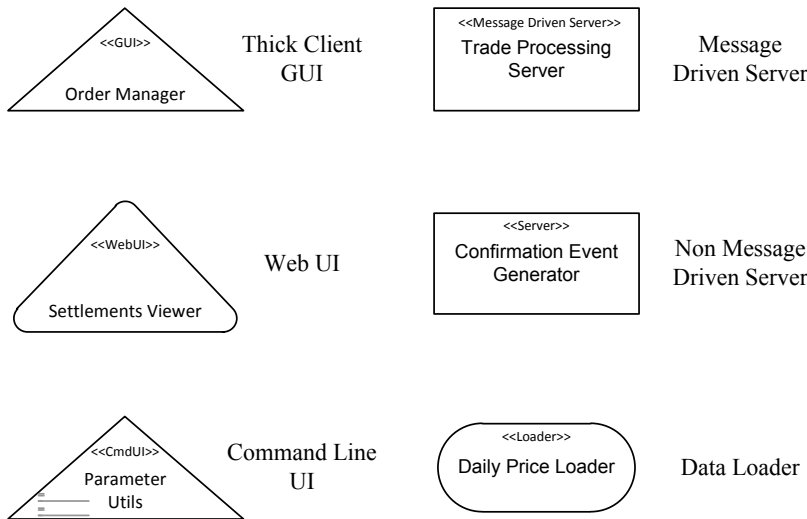 <<GUI>>
Order Manager
Thick Client
GUI
<<Message Driven Server>>
Trade Processing
Server
Message
Driven Server
<<WebUI>>
Settlements Viewer
Web UI
<<Server>>
Confirmation Event
Generator
Non Message
Driven Server
<<CmdUI>>
Parameter
Utils
Command Line
UI
<<Loader>>
Daily Price Loader
Data Loader